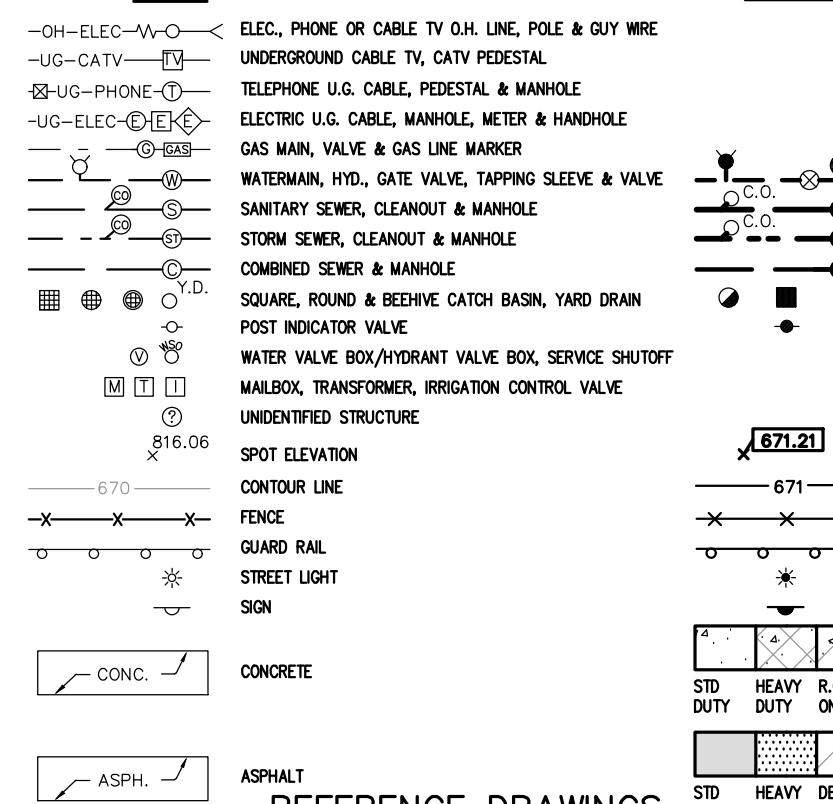 -OH-ELEC- ELEC., PHONE OR CABLE TV O.H. LINE, POLE & GUY WIRE
-UG-CATV- TV UNDERGROUND CABLE TV, CATV PEDESTAL
-UG-PHONE- T TELEPHONE U.G. CABLE, PEDESTAL & MANHOLE
-UG-ELEC- E E E ELECTRIC U.G. CABLE, MANHOLE, METER & HANDHOLE
G GAS GAS MAIN, VALVE & GAS LINE MARKER
W WATERMAIN, HYD., GATE VALVE, TAPPING SLEEVE & VALVE
CO S SANITARY SEWER, CLEANOUT & MANHOLE C.O.
CO ST STORM SEWER, CLEANOUT & MANHOLE C.O.
C COMBINED SEWER & MANHOLE
Y.D. SQUARE, ROUND & BEEHIVE CATCH BASIN, YARD DRAIN
POST INDICATOR VALVE
V WSO WATER VALVE BOX/HYDRANT VALVE BOX, SERVICE SHUTOFF
M T I MAILBOX, TRANSFORMER, IRRIGATION CONTROL VALVE
? UNIDENTIFIED STRUCTURE
816.06 SPOT ELEVATION 671.21
670 CONTOUR LINE 671
FENCE
GUARD RAIL
STREET LIGHT
SIGN
CONC. CONCRETE
STD DUTY HEAVY DUTY
ASPH. ASPHALT
STD HEAVY
REFERENCE DRAWINGS